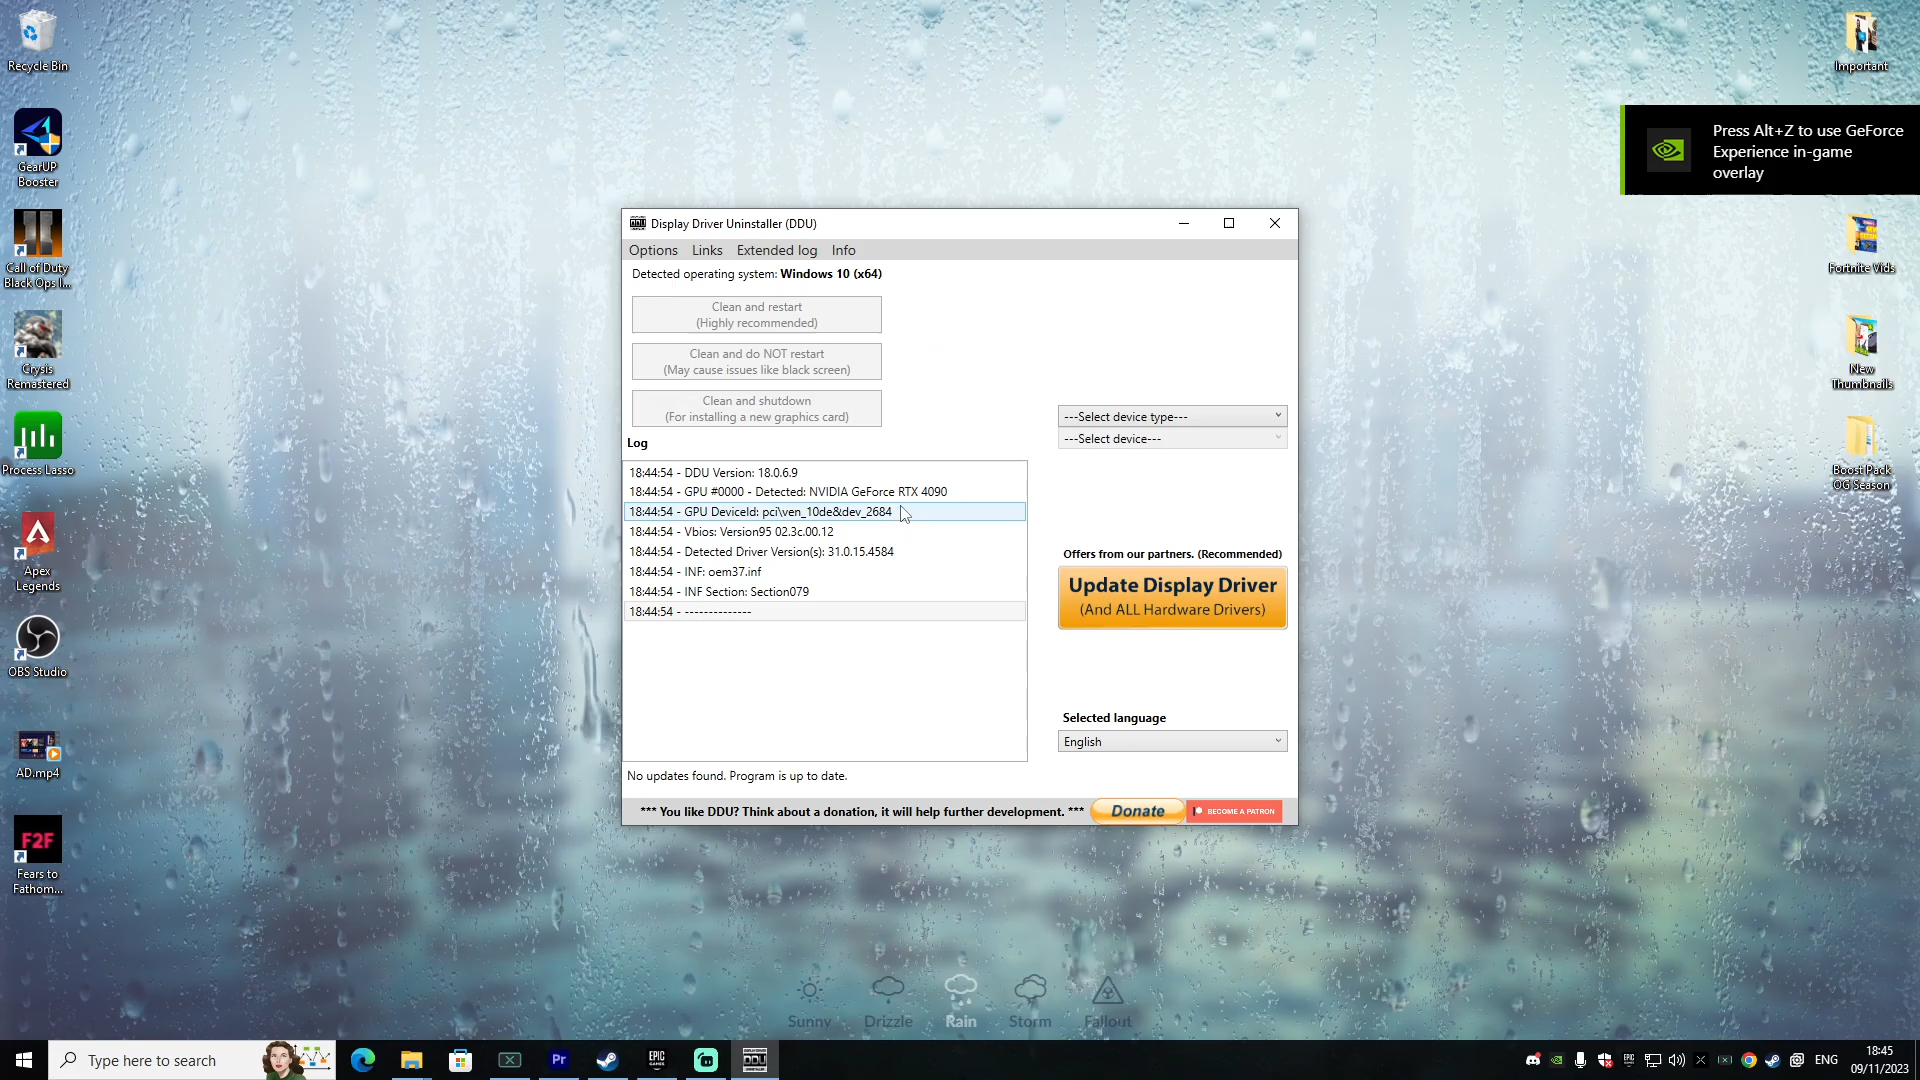 Recycle Bin
GearUP
Booster
Call of Duty
Black Ops I...
Crysis
Remastered
Process Lasso
Apex
Legends
OBS Studio
AD.mp4
F2F
Fears to
Fathom...
Display Driver Uninstaller (DDU)
Options Links Extended log Info
Detected operating system: Windows 10 (x64)
Clean and restart
(Highly recommended)
Clean and do NOT restart
(May cause issues like black screen)
Clean and shutdown
(For installing a new graphics card)
Log
18:44:54 - DDU Version: 18.0.6.9
18:44:54 - GPU #0000 - Detected: NVIDIA GeForce RTX 4090
18:44:54 - GPU DeviceId: pci\ven_10de&dev_2684
18:44:54 - Vbios: Version95 02.3c.00.12
18:44:54 - Detected Driver Version(s): 31.0.15.4584
18:44:54 - INF: oem37.inf
18:44:54 - INF Section: Section079
18:44:54 - --------------
No updates found. Program is up to date.
---Select device type---
---Select device---
Offers from our partners. (Recommended)
Update Display Driver
(And ALL Hardware Drivers)
Selected language
English
*** You like DDU? Think about a donation, it will help further development. ***
Donate
BECOME A PATRON
Important
Press Alt+Z to use GeForce
Experience in-game
overlay
Fortnite Vids
New
Thumbnails
Boost Pack
OG Season
Sunny Drizzle Rain Storm Fallout
Type here to search
Pr
EPIC
GAMES
DDU
ENG
18:45
09/11/2023